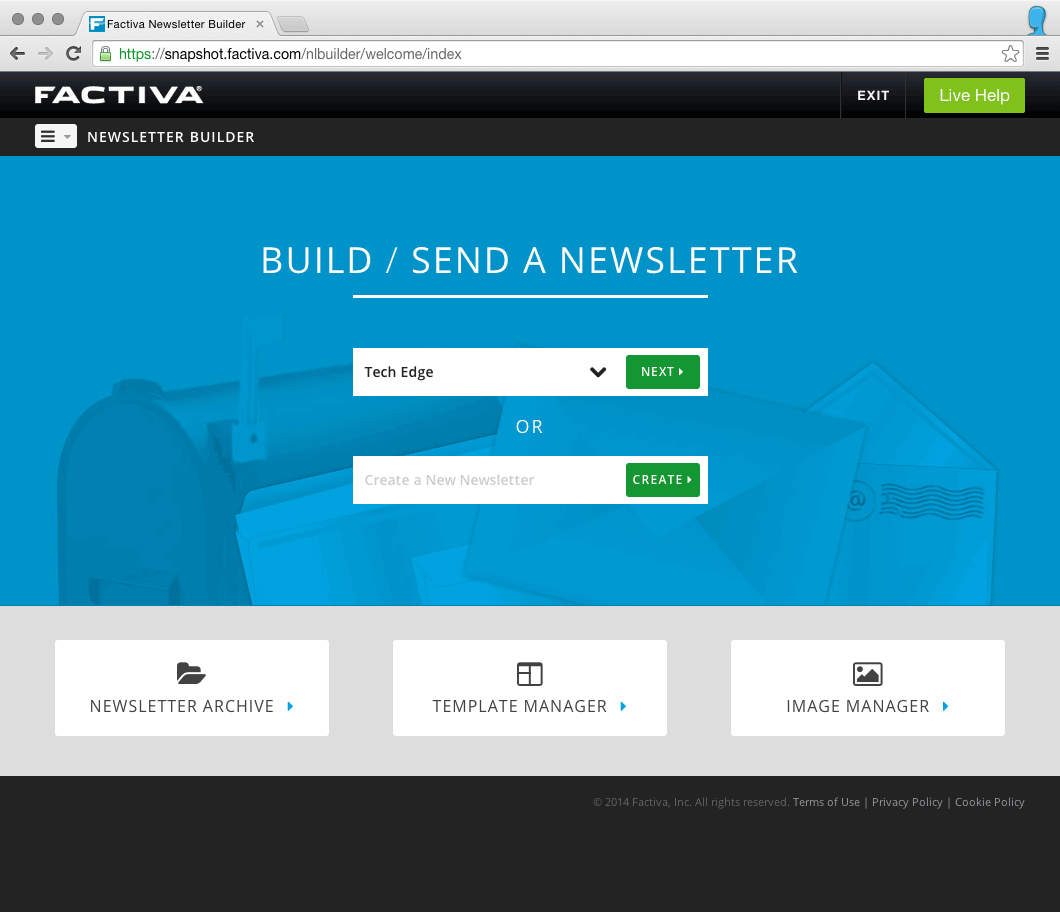 Factiva Newsletter Builder
https://snapshot.factiva.com/nlbuilder/welcome/index
FACTIVA®
EXIT
Live Help
NEWSLETTER BUILDER
BUILD / SEND A NEWSLETTER
Tech Edge
NEXT
OR
Create a New Newsletter
CREATE
@
NEWSLETTER ARCHIVE
TEMPLATE MANAGER
IMAGE MANAGER
© 2014 Factiva, Inc. All rights reserved. Terms of Use | Privacy Policy | Cookie Policy